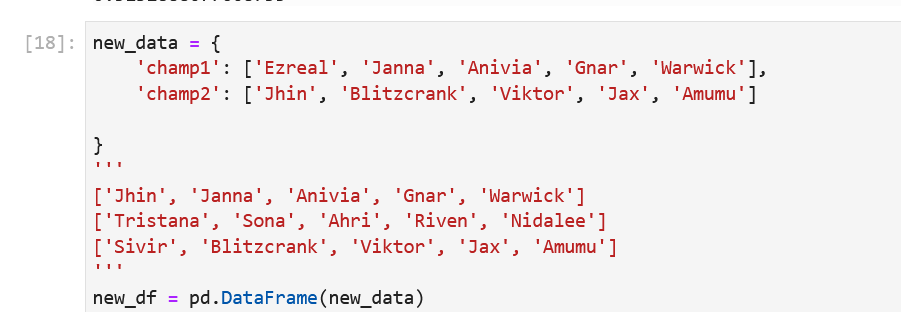 [18]: new_data = {
    'champ1': ['Ezreal', 'Janna', 'Anivia', 'Gnar', 'Warwick'],
    'champ2': ['Jhin', 'Blitzcrank', 'Viktor', 'Jax', 'Amumu']
}
'''
['Jhin', 'Janna', 'Anivia', 'Gnar', 'Warwick']
['Tristana', 'Sona', 'Ahri', 'Riven', 'Nidalee']
['Sivir', 'Blitzcrank', 'Viktor', 'Jax', 'Amumu']
'''
new_df = pd.DataFrame(new_data)